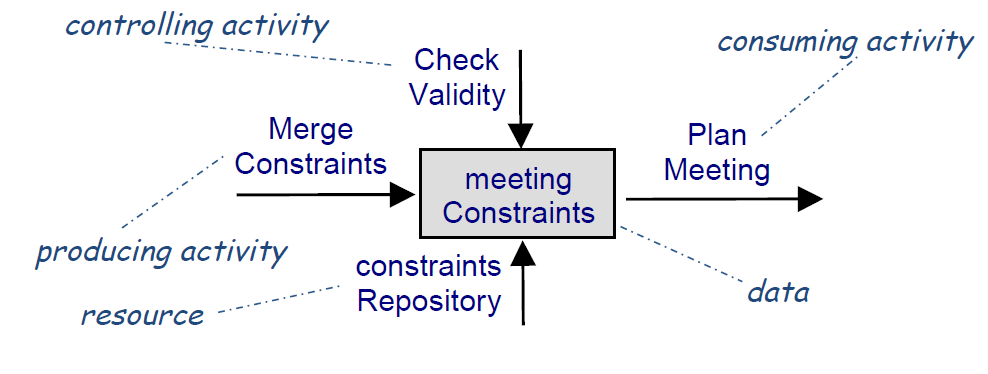 controlling activity
Check
Validity
consuming activity
Merge
Constraints
Plan
Meeting
meeting
Constraints
producing activity
constraints
Repository
resource
data